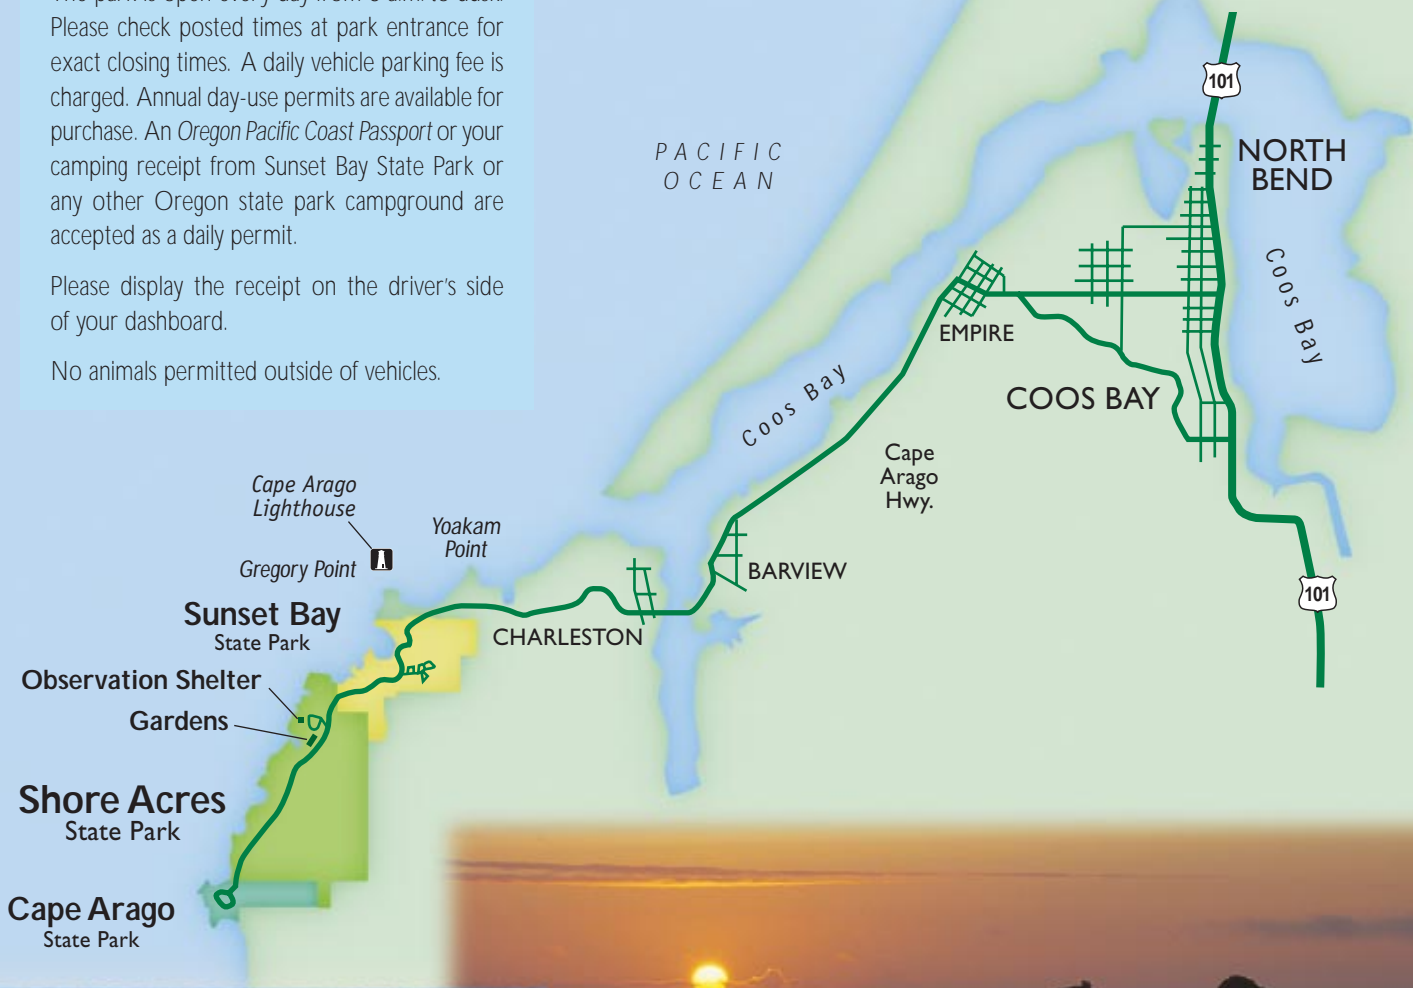 Please check posted times at park entrance for
exact closing times. A daily vehicle parking fee is
charged. Annual day-use permits are available for
purchase. An Oregon Pacific Coast Passport or your
camping receipt from Sunset Bay State Park or
any other Oregon state park campground are
accepted as a daily permit.
Please display the receipt on the driver's side
of your dashboard.
No animals permitted outside of vehicles.
PACIFIC
OCEAN
101
NORTH
BEND
Coos Bay
EMPIRE
COOS BAY
Coos Bay
Cape
Arago
Hwy.
Cape Arago
Lighthouse
Yoakam
Point
Gregory Point
BARVIEW
101
Sunset Bay
State Park
CHARLESTON
Observation Shelter
Gardens
Shore Acres
State Park
Cape Arago
State Park